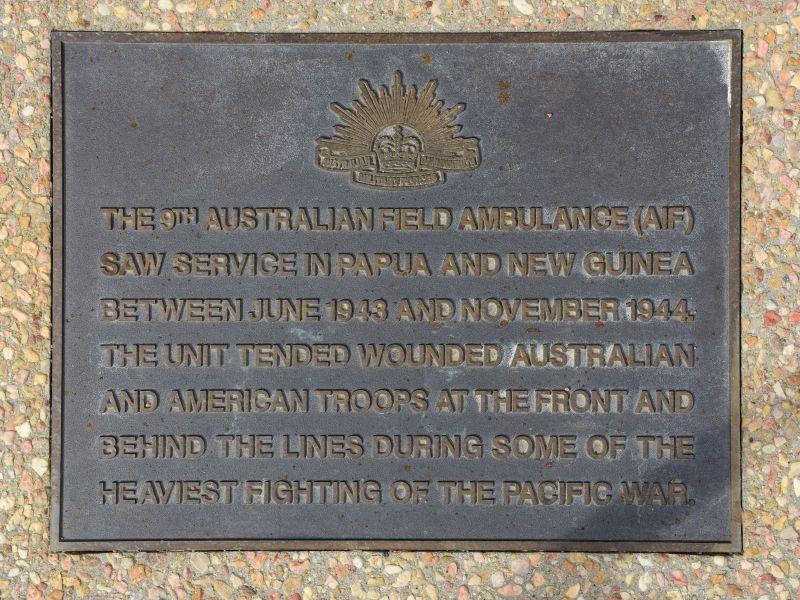 THE 9TH AUSTRALIAN FIELD AMBULANCE (AIF)
SAW SERVICE IN PAPUA AND NEW GUINEA
BETWEEN JUNE 1943 AND NOVEMBER 1944.
THE UNIT TENDED WOUNDED AUSTRALIAN
AND AMERICAN TROOPS AT THE FRONT AND
BEHIND THE LINES DURING SOME OF THE
HEAVIEST FIGHTING OF THE PACIFIC WAR.